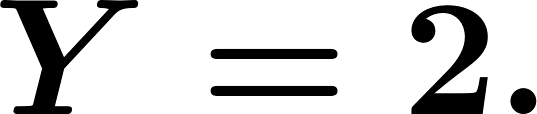 Y = 2.